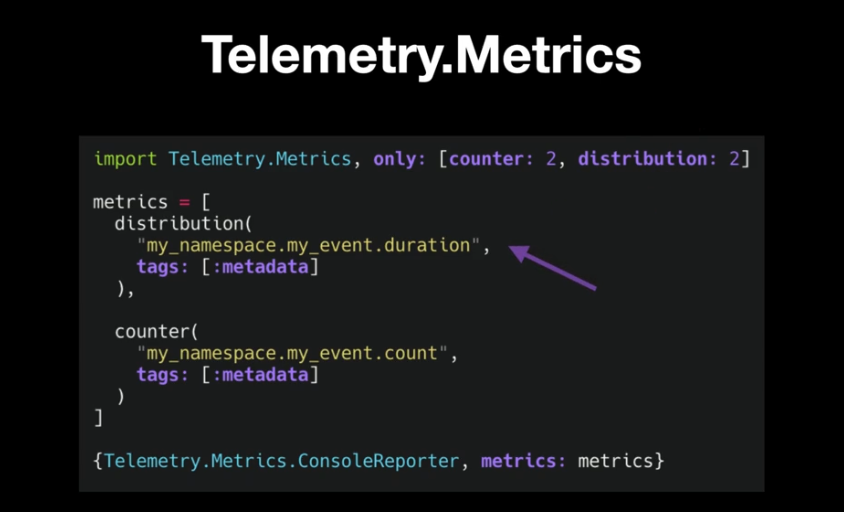 Telemetry.Metrics
import Telemetry.Metrics, only: [counter: 2, distribution: 2]
metrics = [
distribution(
"my_namespace.my_event.duration",
tags: [:metadata]
),
counter(
"my_namespace.my_event.count",
tags: [:metadata]
)
]
{Telemetry.Metrics.ConsoleReporter, metrics: metrics}